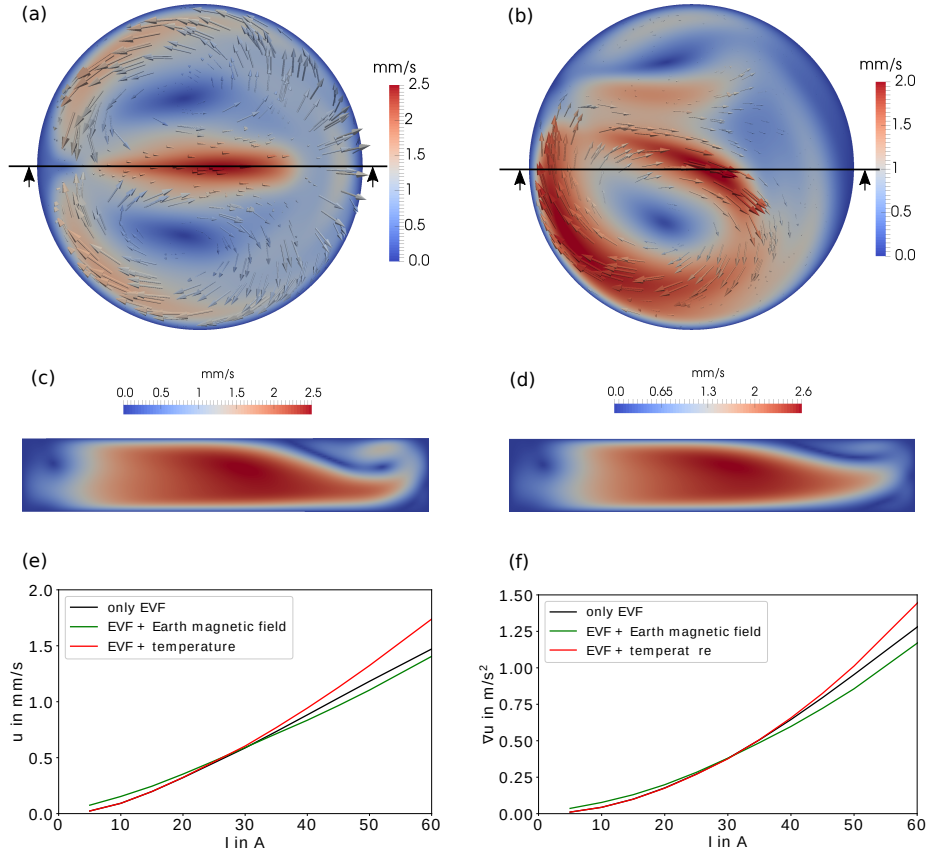 (a)
mm/s
2.5
2
1.5
1
0.5
0.0
(b)
mm/s
2.0
1.5
1
0.5
0.0
(c)
mm/s
0.0 0.5 1 1.5 2 2.5
(d)
mm/s
0.0 0.65 1.3 2 2.6
(e)
u in mm/s
2.0
1.5
1.0
0.5
0.0
only EVF
EVF + Earth magnetic field
EVF + temperature
0 10 20 30 40 50 60
I in A
(f)
∇u in m/s²
1.50
1.25
1.00
0.75
0.50
0.25
0.00
only EVF
EVF + Earth magnetic field
EVF + temperat re
0 10 20 30 40 50 60
I in A